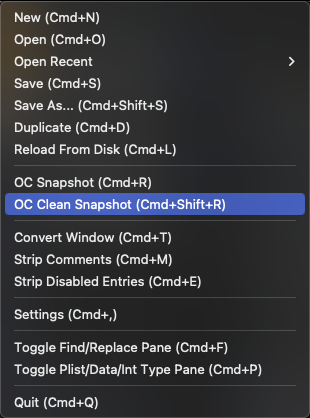 New (Cmd+N)
Open (Cmd+O)
Open Recent
Save (Cmd+S)
Save As... (Cmd+Shift+S)
Duplicate (Cmd+D)
Reload From Disk (Cmd+L)
OC Snapshot (Cmd+R)
OC Clean Snapshot (Cmd+Shift+R)
Convert Window (Cmd+T)
Strip Comments (Cmd+M)
Strip Disabled Entries (Cmd+E)
Settings (Cmd+,)
Toggle Find/Replace Pane (Cmd+F)
Toggle Plist/Data/Int Type Pane (Cmd+P)
Quit (Cmd+Q)